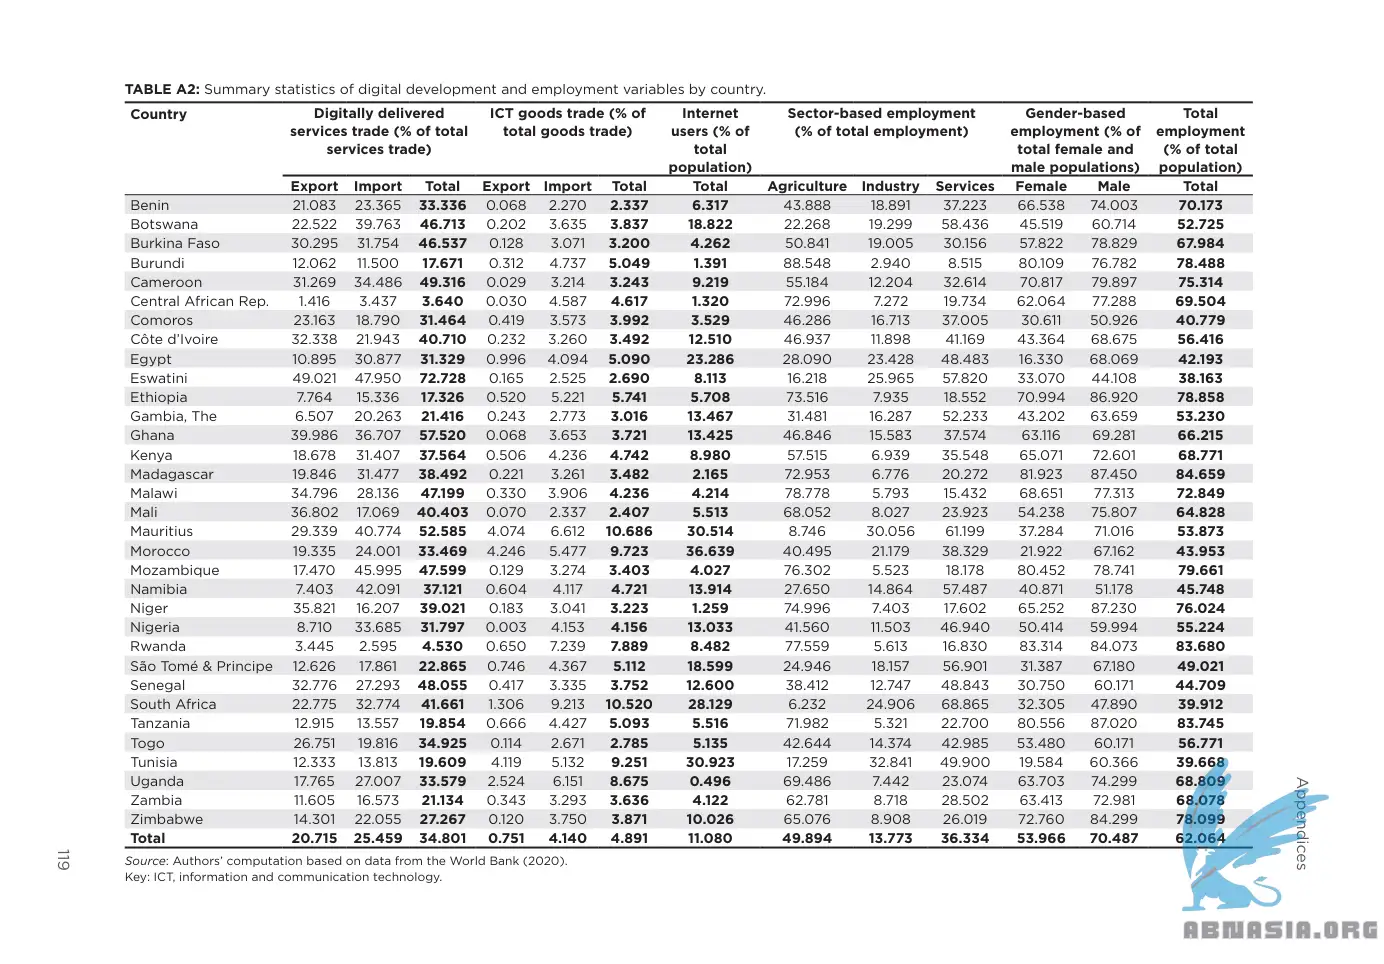 TABLE A2: Summary statistics of digital development and employment variables by country.
Country Digitally delivered services trade (% of total services trade) ICT goods trade (% of total goods trade) Internet users (% of total population) Sector-based employment (% of total employment) Gender-based employment (% of total female and male populations) Total employment (% of total population)
Export Import Total Export Import Total Total Agriculture Industry Services Female Male Total
Benin 21.083 23.365 33.336 0.068 2.270 2.337 6.317 43.888 18.891 37.223 66.538 74.003 70.173
Botswana 22.522 39.763 46.713 0.202 3.635 3.837 18.822 22.268 19.299 58.436 45.519 60.714 52.725
Burkina Faso 30.295 31.754 46.537 0.128 3.071 3.200 4.262 50.841 19.005 30.156 57.822 78.829 67.984
Burundi 12.062 11.500 17.671 0.312 4.737 5.049 1.391 88.548 2.940 8.515 80.109 76.782 78.488
Cameroon 31.269 34.486 49.316 0.029 3.214 3.243 9.219 55.184 12.204 32.614 70.817 79.897 75.314
Central African Rep. 1.416 3.437 3.640 0.030 4.587 4.617 1.320 72.996 7.272 19.734 62.064 77.288 69.504
Comoros 23.163 18.790 31.464 0.419 3.573 3.992 3.529 46.286 16.713 37.005 30.611 50.926 40.779
Côte d'Ivoire 32.338 21.943 40.710 0.232 3.260 3.492 12.510 46.937 11.898 41.169 43.364 68.675 56.416
Egypt 10.895 30.877 31.329 0.996 4.094 5.090 23.286 28.090 23.428 48.483 16.330 68.069 42.193
Eswatini 49.021 47.950 72.728 0.165 2.525 2.690 8.113 16.218 25.965 57.820 33.070 44.108 38.163
Ethiopia 7.764 15.336 17.326 0.520 5.221 5.741 5.708 73.516 7.935 18.552 70.994 86.920 78.858
Gambia, The 6.507 20.263 21.416 0.243 2.773 3.016 13.467 31.481 16.287 52.233 43.202 63.659 53.230
Ghana 39.986 36.707 57.520 0.068 3.653 3.721 13.425 46.846 15.583 37.574 63.116 69.281 66.215
Kenya 18.678 31.407 37.564 0.506 4.236 4.742 8.980 57.515 6.939 35.548 65.071 72.601 68.771
Madagascar 19.846 31.477 38.492 0.221 3.261 3.482 2.165 72.953 6.776 20.272 81.923 87.450 84.659
Malawi 34.796 28.136 47.199 0.330 3.906 4.236 4.214 78.778 5.793 15.432 68.651 77.313 72.849
Mali 36.802 17.069 40.403 0.070 2.337 2.407 5.513 68.052 8.027 23.923 54.238 75.807 64.828
Mauritius 29.339 40.774 52.585 4.074 6.612 10.686 30.514 8.746 30.056 61.199 37.284 71.016 53.873
Morocco 19.335 24.001 33.469 4.246 5.477 9.723 36.639 40.495 21.179 38.329 21.922 67.162 43.953
Mozambique 17.470 45.995 47.599 0.129 3.274 3.403 4.027 76.302 5.523 18.178 80.452 78.741 79.661
Namibia 7.403 42.091 37.121 0.604 4.117 4.721 13.914 27.650 14.864 57.487 40.871 51.178 45.748
Niger 35.821 16.207 39.021 0.183 3.041 3.223 1.259 74.996 7.403 17.602 65.252 87.230 76.024
Nigeria 8.710 33.685 31.797 0.003 4.153 4.156 13.033 41.560 11.503 46.940 50.414 59.994 55.224
Rwanda 3.445 2.595 4.530 0.650 7.239 7.889 8.482 77.559 5.613 16.830 83.314 84.073 83.680
São Tomé & Principe 12.626 17.861 22.865 0.746 4.367 5.112 18.599 24.946 18.157 56.901 31.387 67.180 49.021
Senegal 32.776 27.293 48.055 0.417 3.335 3.752 12.600 38.412 12.747 48.843 30.750 60.171 44.709
South Africa 22.775 32.774 41.661 1.306 9.213 10.520 28.129 6.232 24.906 68.865 32.305 47.890 39.912
Tanzania 12.915 13.557 19.854 0.666 4.427 5.093 5.516 71.982 5.321 22.700 80.556 87.020 83.745
Togo 26.751 19.816 34.925 0.114 2.671 2.785 5.135 42.644 14.374 42.985 53.480 60.171 56.771
Tunisia 12.333 13.813 19.609 4.119 5.132 9.251 30.923 17.259 32.841 49.900 19.584 60.366 39.668
Uganda 17.765 27.007 33.579 2.524 6.151 8.675 0.496 69.486 7.442 23.074 63.703 74.299 68.809
Zambia 11.605 16.573 21.134 0.343 3.293 3.636 4.122 62.781 8.718 28.502 63.413 72.981 68.078
Zimbabwe 14.301 22.055 27.267 0.120 3.750 3.871 10.026 65.076 8.908 26.019 72.760 84.299 78.099
Total 20.715 25.459 34.801 0.751 4.140 4.891 11.080 49.894 13.773 36.334 53.966 70.487 62.064
Source: Authors' computation based on data from the World Bank (2020).
Key: ICT, information and communication technology.
119
Appendices
ABNASIA.ORG